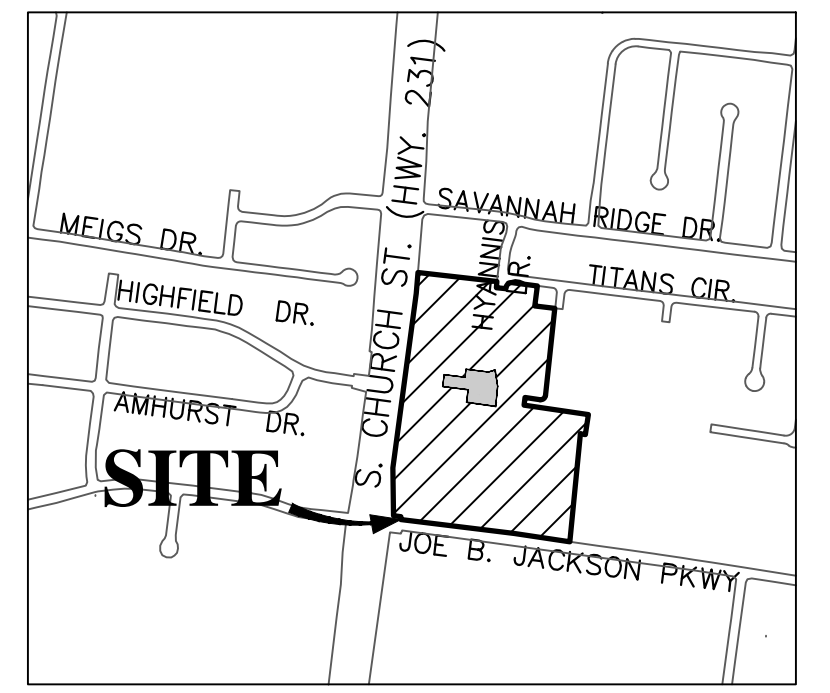 S. CHURCH ST. (HWY. 231)
SAVANNAH RIDGE DR.
MEIGS DR.
HYANNIS
DR.
TITANS CIR.
HIGHFIELD DR.
AMHURST DR.
SITE
JOE B. JACKSON PKWY